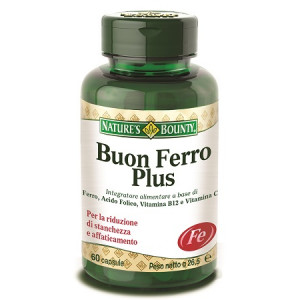 NATURE'S BOUNTY
Buon Ferro
Plus
Integratore alimentare a base di
Ferro, Acido Folico, Vitamina B12 e Vitamina C
Per la riduzione
di stanchezza
e affaticamento
Fe
60 capsule
Peso netto g 26,5 e